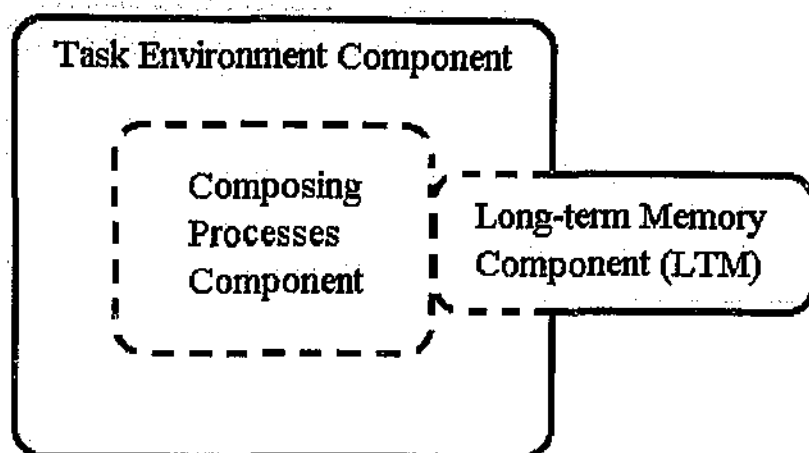 Task Environment Component
Composing
Processes
Component
Long-term Memory
Component (LTM)